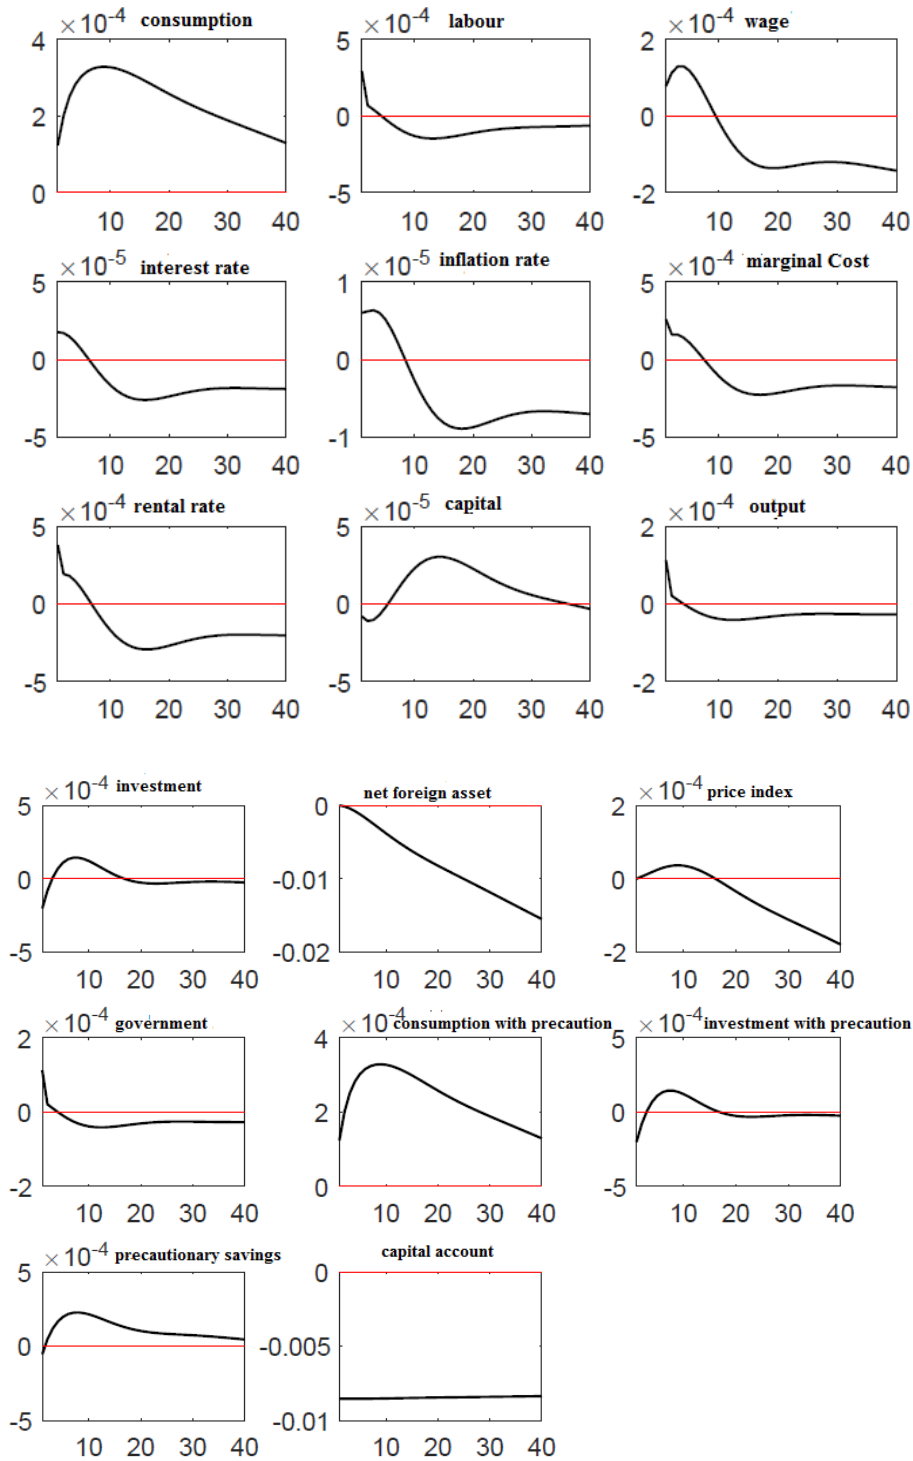 ×10⁻⁴ consumption
4
2
0
10 20 30 40
×10⁻⁴ labour
5
0
-5
10 20 30 40
×10⁻⁴ wage
2
0
-2
10 20 30 40
×10⁻⁵ interest rate
5
0
-5
10 20 30 40
×10⁻⁵ inflation rate
1
0
-1
10 20 30 40
×10⁻⁴ marginal Cost
5
0
-5
10 20 30 40
×10⁻⁴ rental rate
5
0
-5
10 20 30 40
×10⁻⁵ capital
5
0
-5
10 20 30 40
×10⁻⁴ output
2
0
-2
10 20 30 40
×10⁻⁴ investment
5
0
-5
10 20 30 40
net foreign asset
0
-0.01
-0.02
10 20 30 40
×10⁻⁴ price index
2
0
-2
10 20 30 40
×10⁻⁴ government
2
0
-2
10 20 30 40
×10⁻⁴ consumption with precaution
4
2
0
10 20 30 40
×10⁻⁴ investment with precaution
5
0
-5
10 20 30 40
×10⁻⁴ precautionary savings
5
0
-5
10 20 30 40
capital account
0
-0.005
-0.01
10 20 30 40